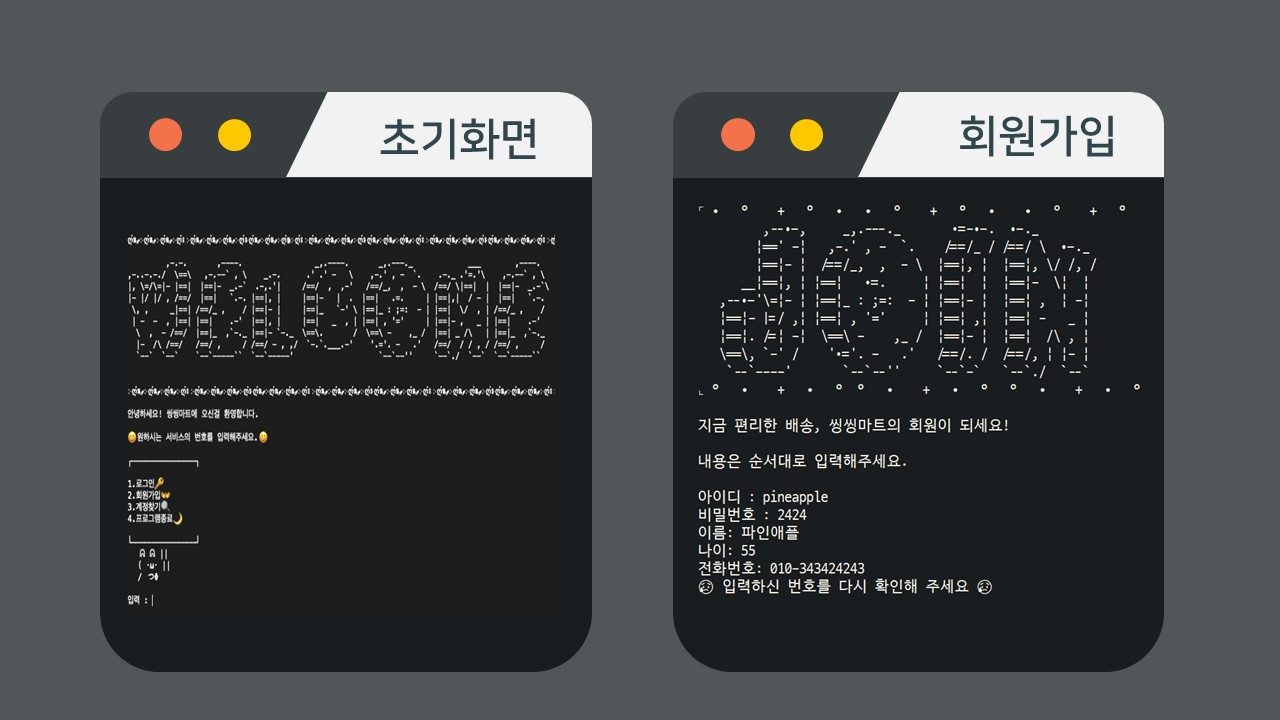 초기화면
WELCOME
안녕하세요! 씽씽마트에 오신걸 환영합니다.
원하시는 서비스의 번호를 입력해주세요.
1.로그인
2.회원가입
3.계정찾기
4.프로그램종료
입력 :
회원가입
JOIN
지금 편리한 배송, 씽씽마트의 회원이 되세요!
내용은 순서대로 입력해주세요.
아이디 : pineapple
비밀번호 : 2424
이름: 파인애플
나이: 55
전화번호: 010-343424243
입력하신 번호를 다시 확인해 주세요